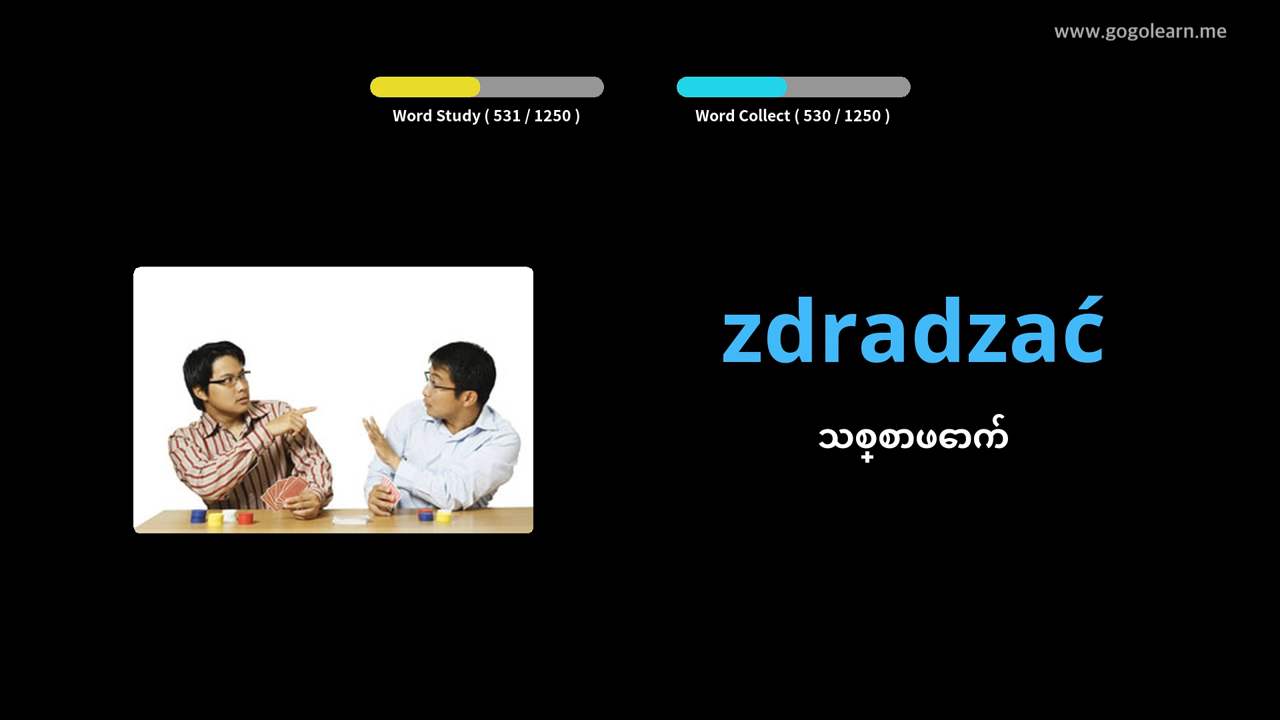 www.gogolearn.me
Word Study ( 531 / 1250 )
Word Collect ( 530 / 1250 )
zdradzać
သစ္စာဖောက်